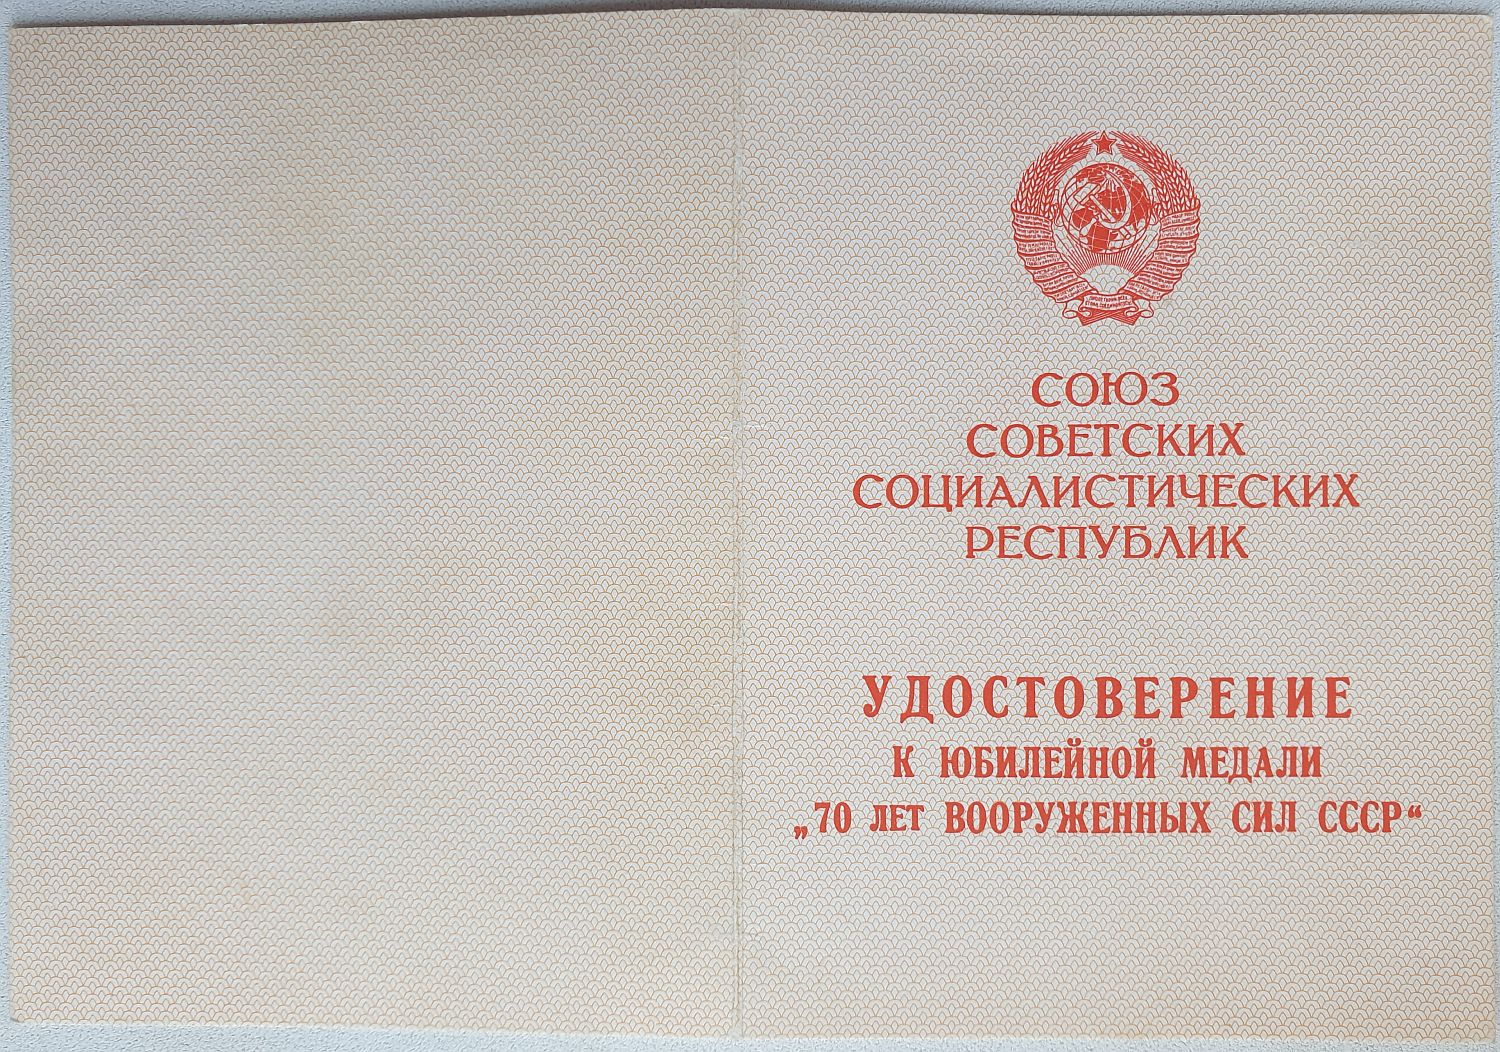 СОЮЗ
СОВЕТСКИХ
СОЦИАЛИСТИЧЕСКИХ
РЕСПУБЛИК
УДОСТОВЕРЕНИЕ
К ЮБИЛЕЙНОЙ МЕДАЛИ
„70 ЛЕТ ВООРУЖЕННЫХ СИЛ СССР“